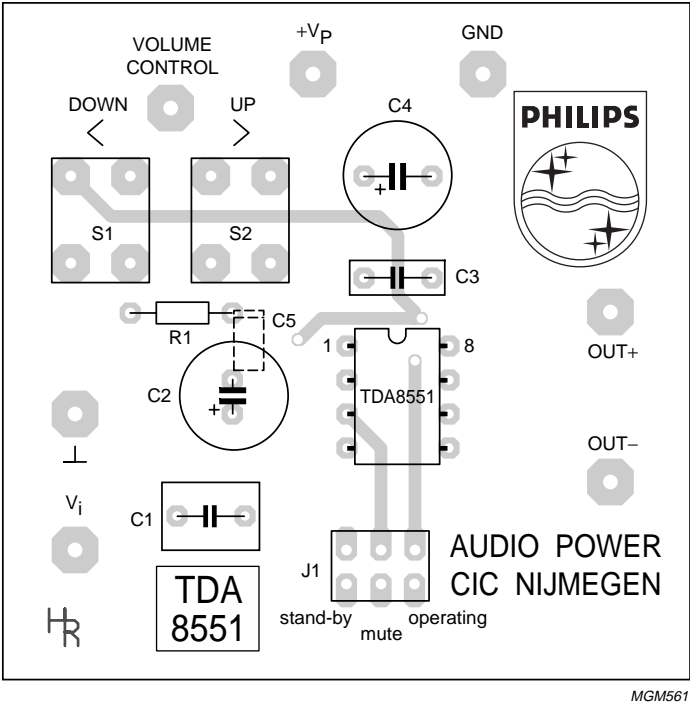 +VP
GND
VOLUME
CONTROL
DOWN
UP
C4
PHILIPS
+
S1
S2
C3
C5
R1
1
8
OUT+
C2
TDA8551
+
OUT−
Vi
C1
J1
AUDIO POWER
CIC NIJMEGEN
TDA
8551
stand-by
mute
operating
HR
MGM561